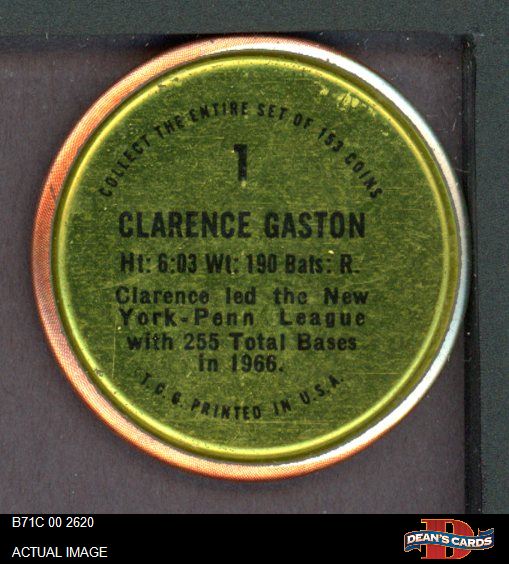 COLLECT THE ENTIRE SET OF 153 COINS
1
CLARENCE GASTON
Ht: 6:03 Wt: 190 Bats: R.
Clarence led the New
York-Penn League
with 255 Total Bases
in 1966.
T.C.G. PRINTED IN U.S.A.
B71C 00 2620
ACTUAL IMAGE
D
DEAN'S CARDS